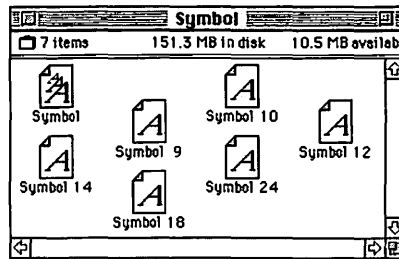 Symbol
7 items 151.3 MB in disk 10.5 MB availab
Symbol
Symbol 10
Symbol 9
Symbol 12
Symbol 14
Symbol 24
Symbol 18